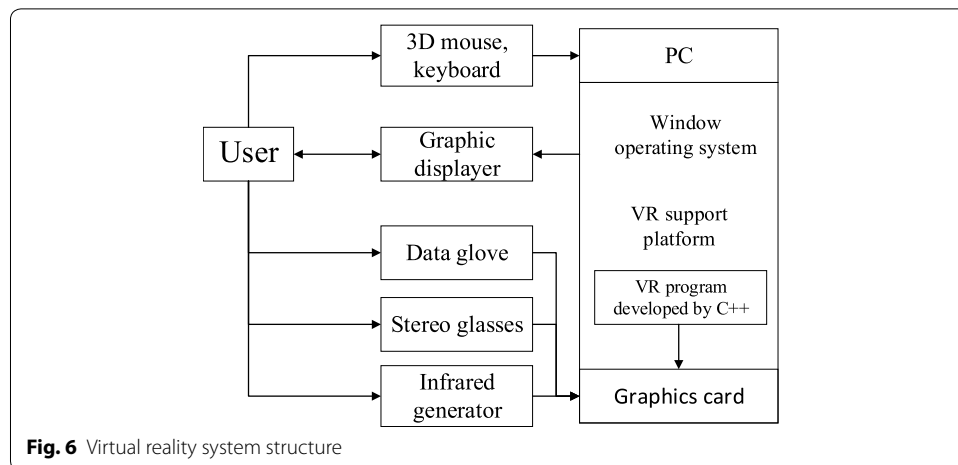 3D mouse,
keyboard
PC
User
Graphic
displayer
Window
operating system
VR support
platform
Data glove
VR program
developed by C++
Stereo glasses
Infrared
generator
Graphics card
Fig. 6 Virtual reality system structure